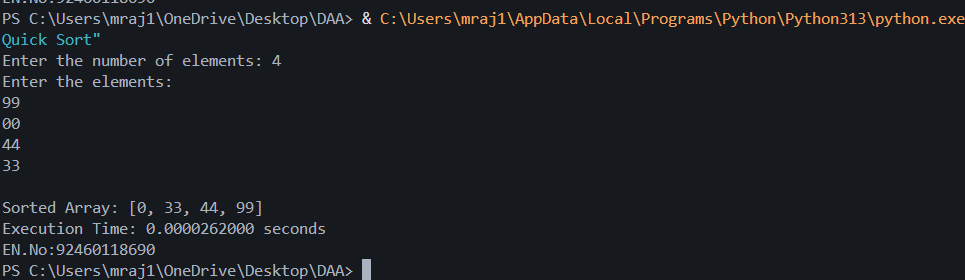 PS C:\Users\mraj1\OneDrive\Desktop\DAA> & C:\Users\mraj1\AppData\Local\Programs\Python\Python313\python.exe
Quick Sort"
Enter the number of elements: 4
Enter the elements:
99
00
44
33
Sorted Array: [0, 33, 44, 99]
Execution Time: 0.0000262000 seconds
EN.No:92460118690
PS C:\Users\mraj1\OneDrive\Desktop\DAA>